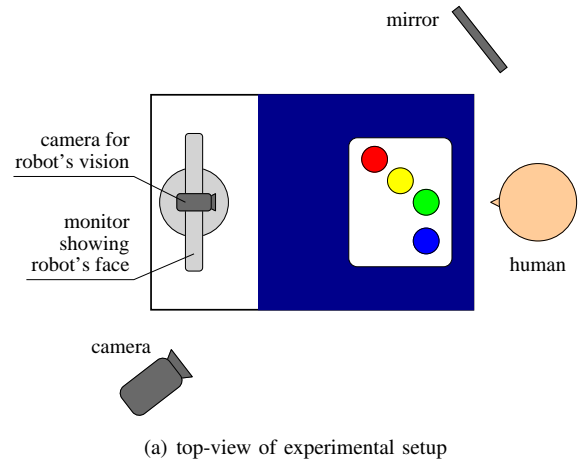 mirror
camera for
robot's vision
monitor
showing
robot's face
human
camera
(a) top-view of experimental setup